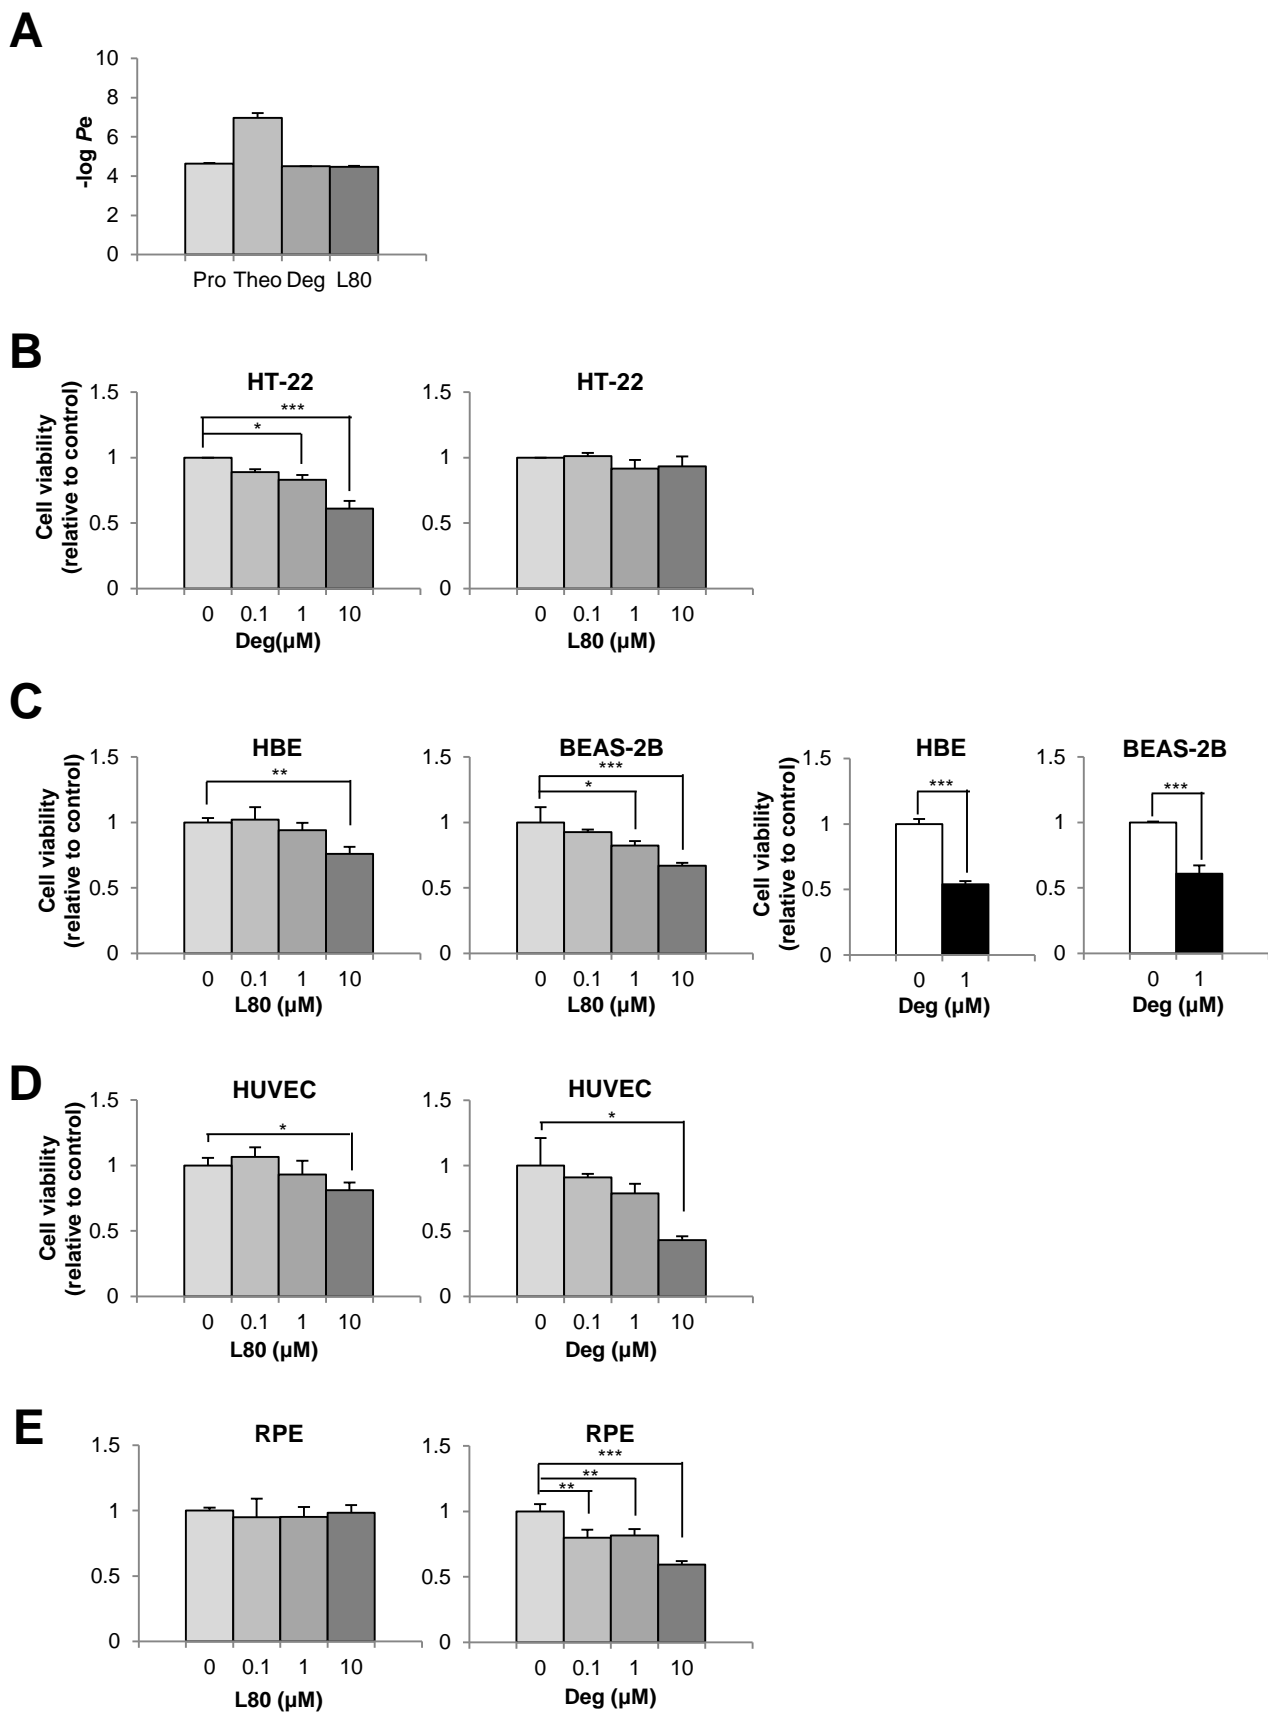 A
10
8
6
4
2
0
-log Pe
Pro Theo Deg L80
B
HT-22
Cell viability
(relative to control)
1.5
1
0.5
0
***
*
0 0.1 1 10
Deg(µM)
HT-22
1.5
1
0.5
0
0 0.1 1 10
L80 (µM)
C
HBE
Cell viability
(relative to control)
1.5
1
0.5
0
**
0 0.1 1 10
L80 (µM)
BEAS-2B
1.5
1
0.5
0
***
*
0 0.1 1 10
L80 (µM)
HBE
Cell viability
(relative to control)
1.5
1
0.5
0
***
0 1
Deg (µM)
BEAS-2B
1.5
1
0.5
0
***
0 1
Deg (µM)
D
HUVEC
Cell viability
(relative to control)
1.5
1
0.5
0
*
0 0.1 1 10
L80 (µM)
HUVEC
1.5
1
0.5
0
*
0 0.1 1 10
Deg (µM)
E
RPE
1.5
1
0.5
0
0 0.1 1 10
L80 (µM)
RPE
1.5
1
0.5
0
***
**
**
0 0.1 1 10
Deg (µM)